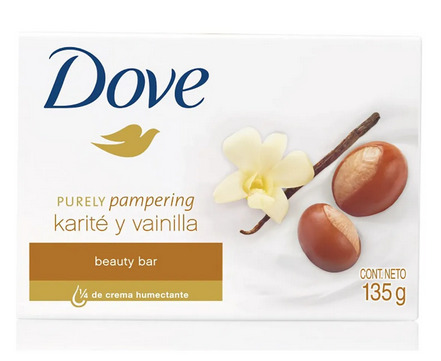 Dove
PURELY pampering
karité y vainilla
beauty bar
¼ de crema humectante
CONT. NETO
135 g